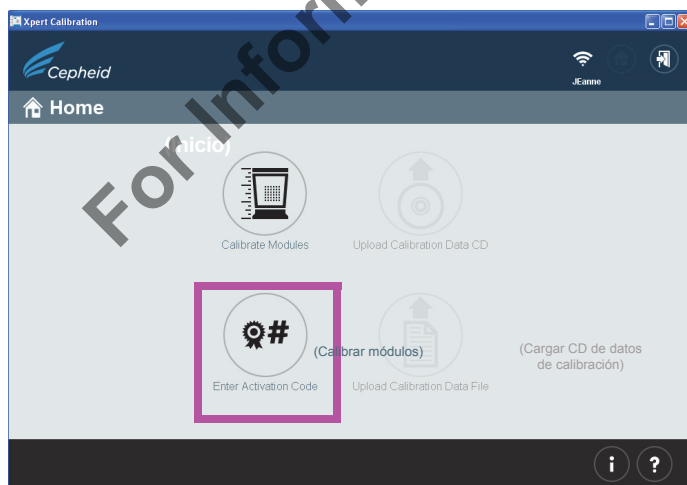 Xpert Calibration
Cepheid
JEanne
Home
For Inform
(Inicio)
Calibrate Modules
Upload Calibration Data CD
#
(Calibrar módulos)
(Cargar CD de datos
de calibración)
Enter Activation Code
Upload Calibration Data File
i
?